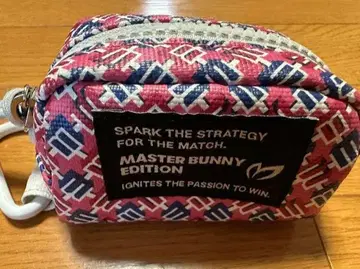 SPARK THE STRATEGY
FOR THE MATCH.
MASTER BUNNY
EDITION
IGNITES THE PASSION TO WIN.